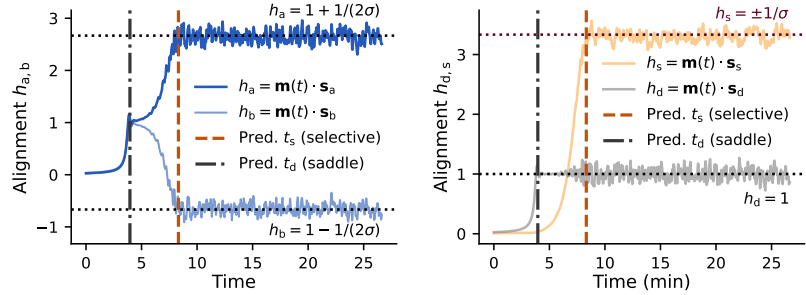 h_a = 1 + 1/(2σ)
3
2
1
0
−1
Alignment h_{a, b}
h_a = m(t) · s_a
h_b = m(t) · s_b
Pred. t_s (selective)
Pred. t_d (saddle)
h_b = 1 − 1/(2σ)
0 5 10 15 20 25
Time
h_s = ±1/σ
3
2
1
0
Alignment h_{d, s}
h_s = m(t) · s_s
h_d = m(t) · s_d
Pred. t_s (selective)
Pred. t_d (saddle)
h_d = 1
0 5 10 15 20 25
Time (min)